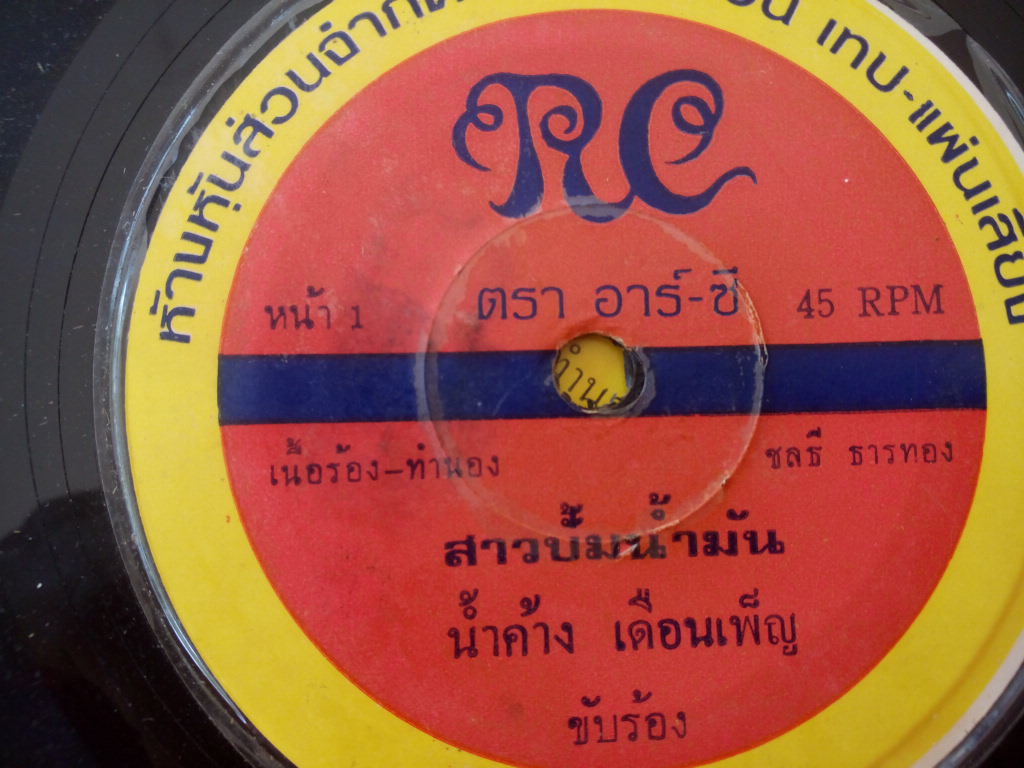 ห้างหุ้นส่วนจำกัด
เทป-แผ่นเสียง
RC
ตรา อาร์-ซี
หน้า 1
45 RPM
เนื้อร้อง-ทำนอง
ชลธี ธารทอง
สาวปั้มน้ำมัน
น้ำค้าง เดือนเพ็ญ
ขับร้อง